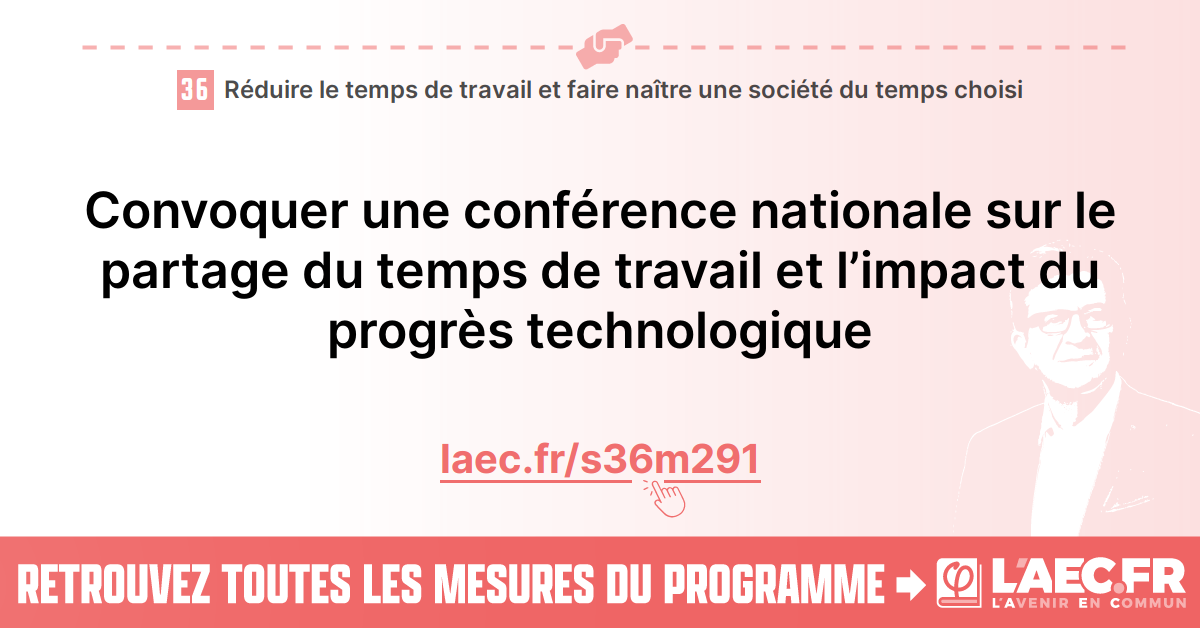 36 Réduire le temps de travail et faire naître une société du temps choisi
Convoquer une conférence nationale sur le
partage du temps de travail et l’impact du
progrès technologique
laec.fr/s36m291
RETROUVEZ TOUTES LES MESURES DU PROGRAMME
φ L'AEC.FR
L'AVENIR EN COMMUN